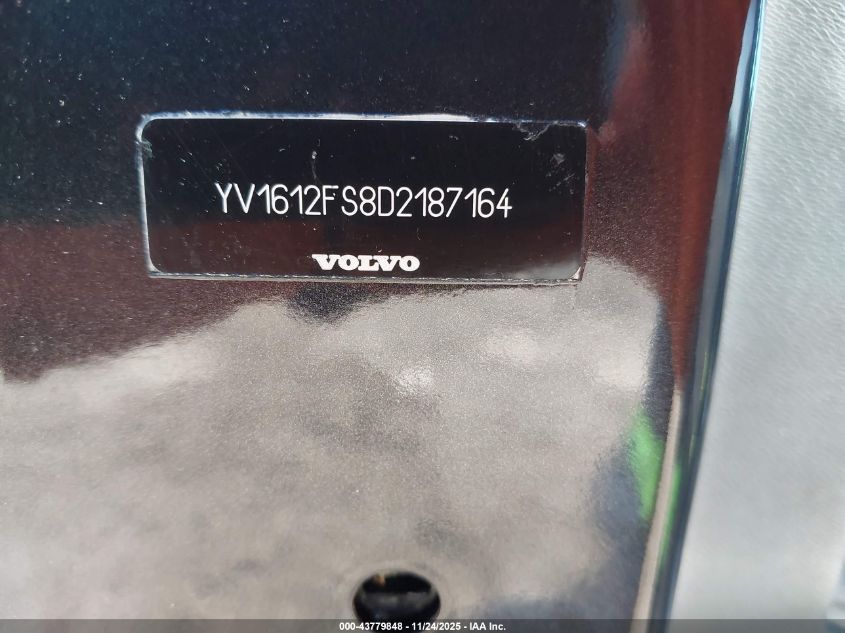 YV1612FS8D2187164
VOLVO
000-43779848 - 11/24/2025 - IAA Inc.